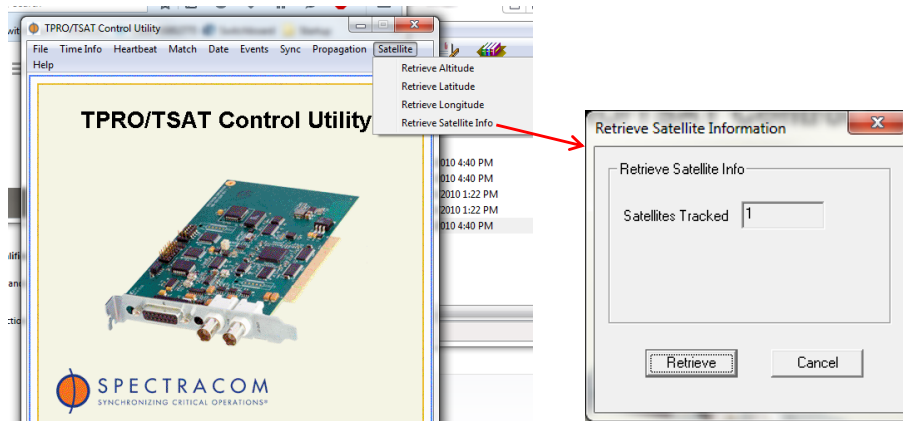 TPRO/TSAT Control Utility
File Time Info Heartbeat Match Date Events Sync Propagation Satellite
Help
Retrieve Altitude
Retrieve Latitude
Retrieve Longitude
Retrieve Satellite Info
TPRO/TSAT Control Utility
010 4:40 PM
010 4:40 PM
2010 1:22 PM
2010 1:22 PM
010 4:40 PM
SPECTRACOM
SYNCHRONIZING CRITICAL OPERATIONS®
Retrieve Satellite Information
Retrieve Satellite Info
Satellites Tracked 1
Retrieve Cancel